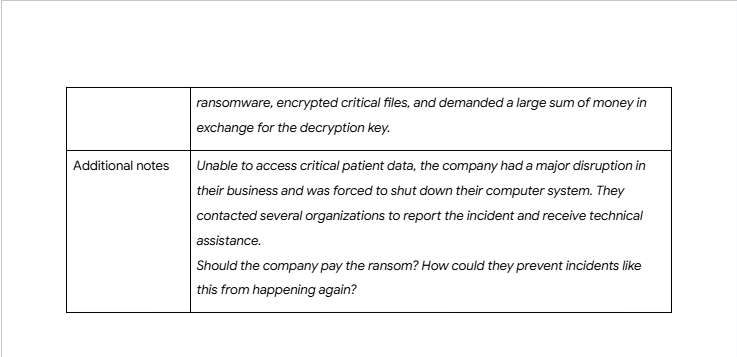 ransomware, encrypted critical files, and demanded a large sum of money in
exchange for the decryption key.
Additional notes
Unable to access critical patient data, the company had a major disruption in
their business and was forced to shut down their computer system. They
contacted several organizations to report the incident and receive technical
assistance.
Should the company pay the ransom? How could they prevent incidents like
this from happening again?